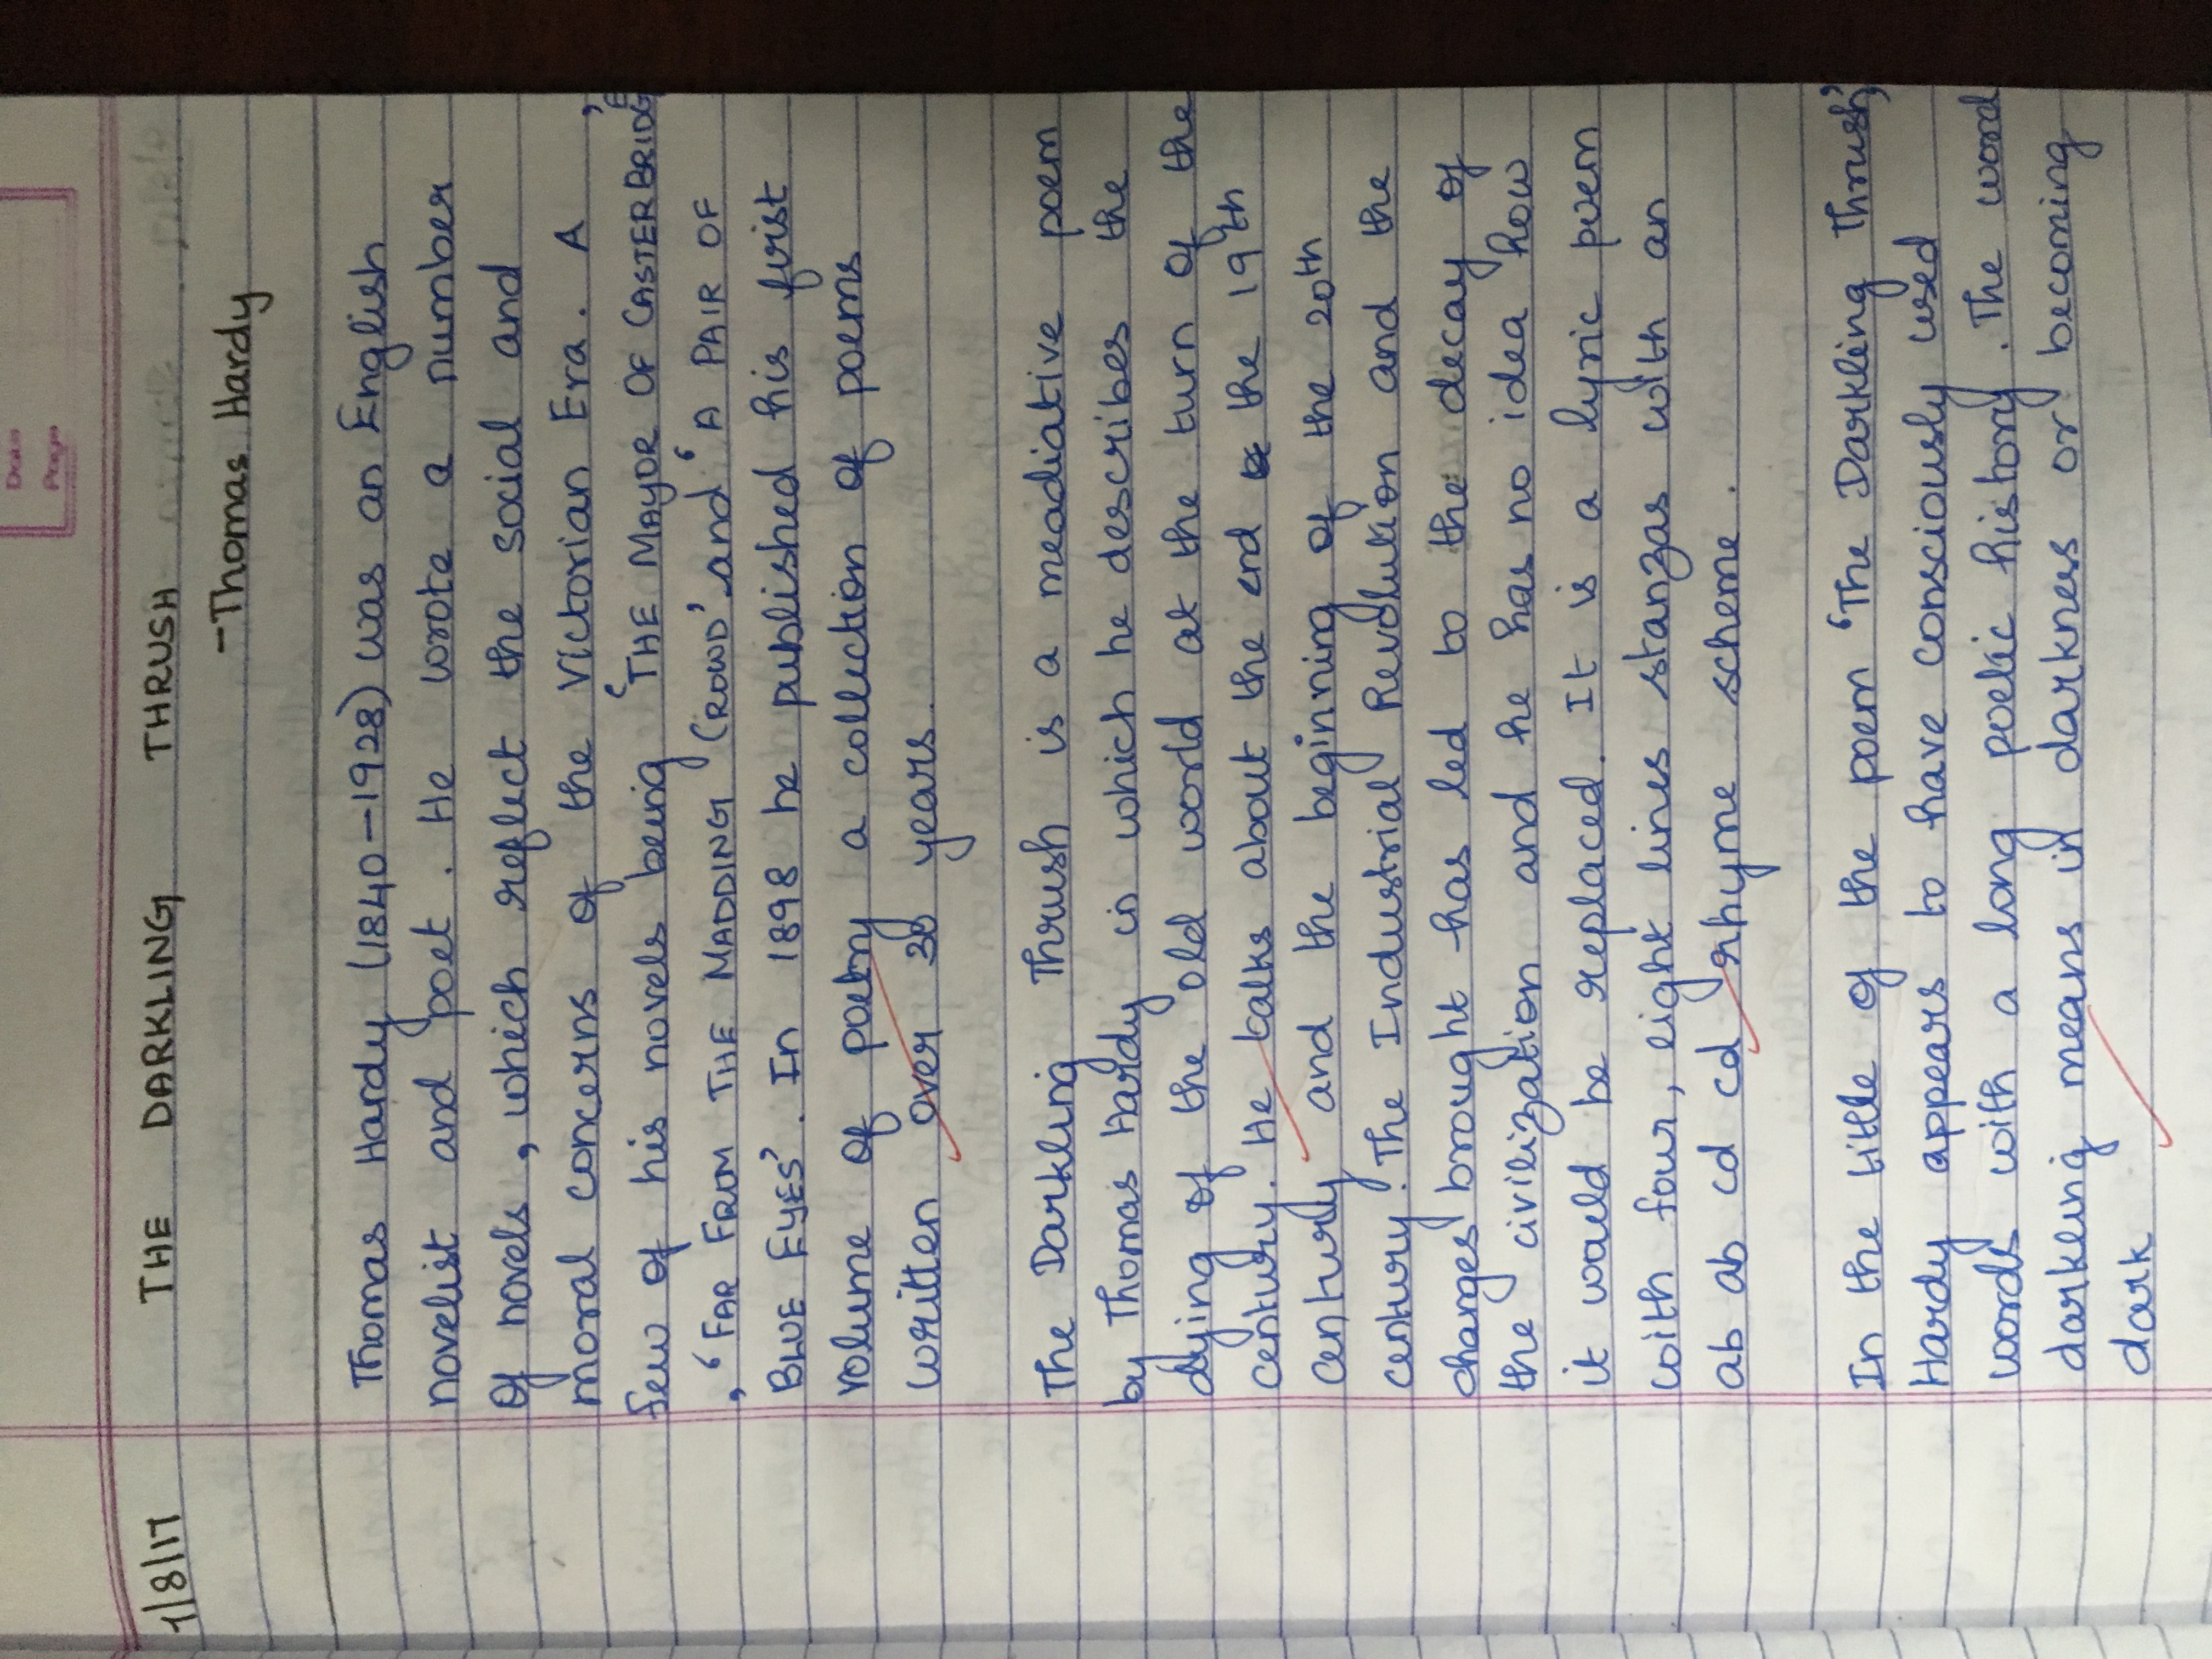 Date
Page
1/8/17 THE DARKLING THRUSH
-Thomas Hardy
Thomas Hardy (1840-1928) was an English
novelist and poet. He wrote a number
of novels, which reflect the social and
moral concerns of the Victorian Era. A
few of his novels being 'THE MAYOR OF CASTERBRIDGE'
, 'FAR FROM THE MADDING CROWD' and 'A PAIR OF
BLUE EYES'. In 1898 he published his first
volume of poetry a collection of poems
written over 30 years.
The Darkling Thrush is a meadiative poem
by Thomas Hardy in which he describes the
dying of the old world at the turn of the
century. He talks about the end the 19th
century and the beginning of the 20th
century. The Industrial Revolution and the
changes brought has led to the decay of
the civilization and he has no idea how
it would be replaced. It is a lyric poem
with four, eight lines stanzas with an
ab ab cd cd rhyme scheme.
In the tittle of the poem 'The Darkling Thrush',
Hardy appears to have consciously used
words with a long poetic history. The word
darkling means in darkness or becoming
dark